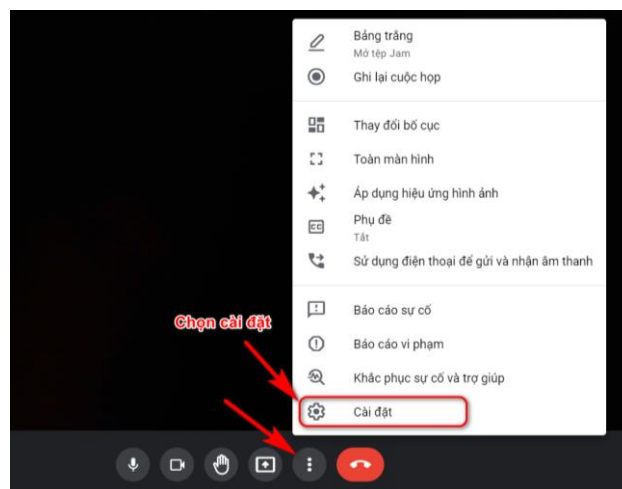 Bảng trắng
Mở tệp Jam
Ghi lại cuộc họp
Thay đổi bố cục
Toàn màn hình
Áp dụng hiệu ứng hình ảnh
CC
Phụ đề
Tắt
Sử dụng điện thoại để gửi và nhận âm thanh
Báo cáo sự cố
Chọn cài đặt
Báo cáo vi phạm
Khắc phục sự cố và trợ giúp
Cài đặt